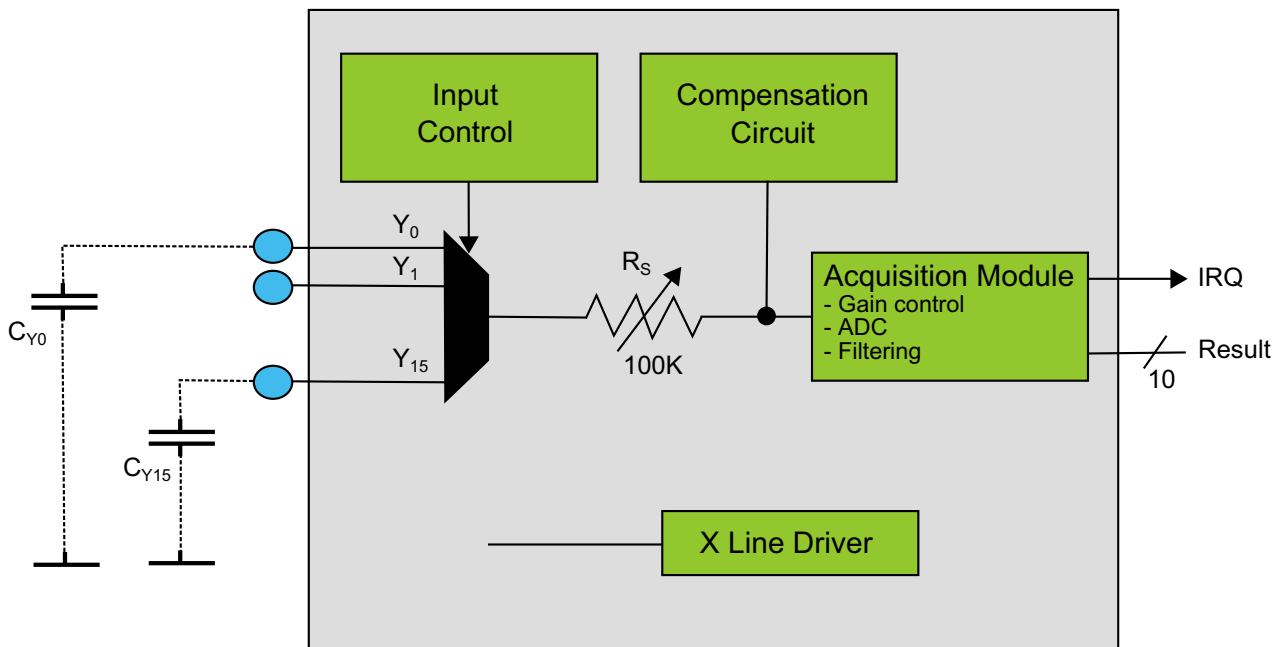 Input
Control
Compensation
Circuit
Y0
Y1
Y15
CY0
CY15
RS
100K
Acquisition Module
- Gain control
- ADC
- Filtering
IRQ
Result
10
X Line Driver